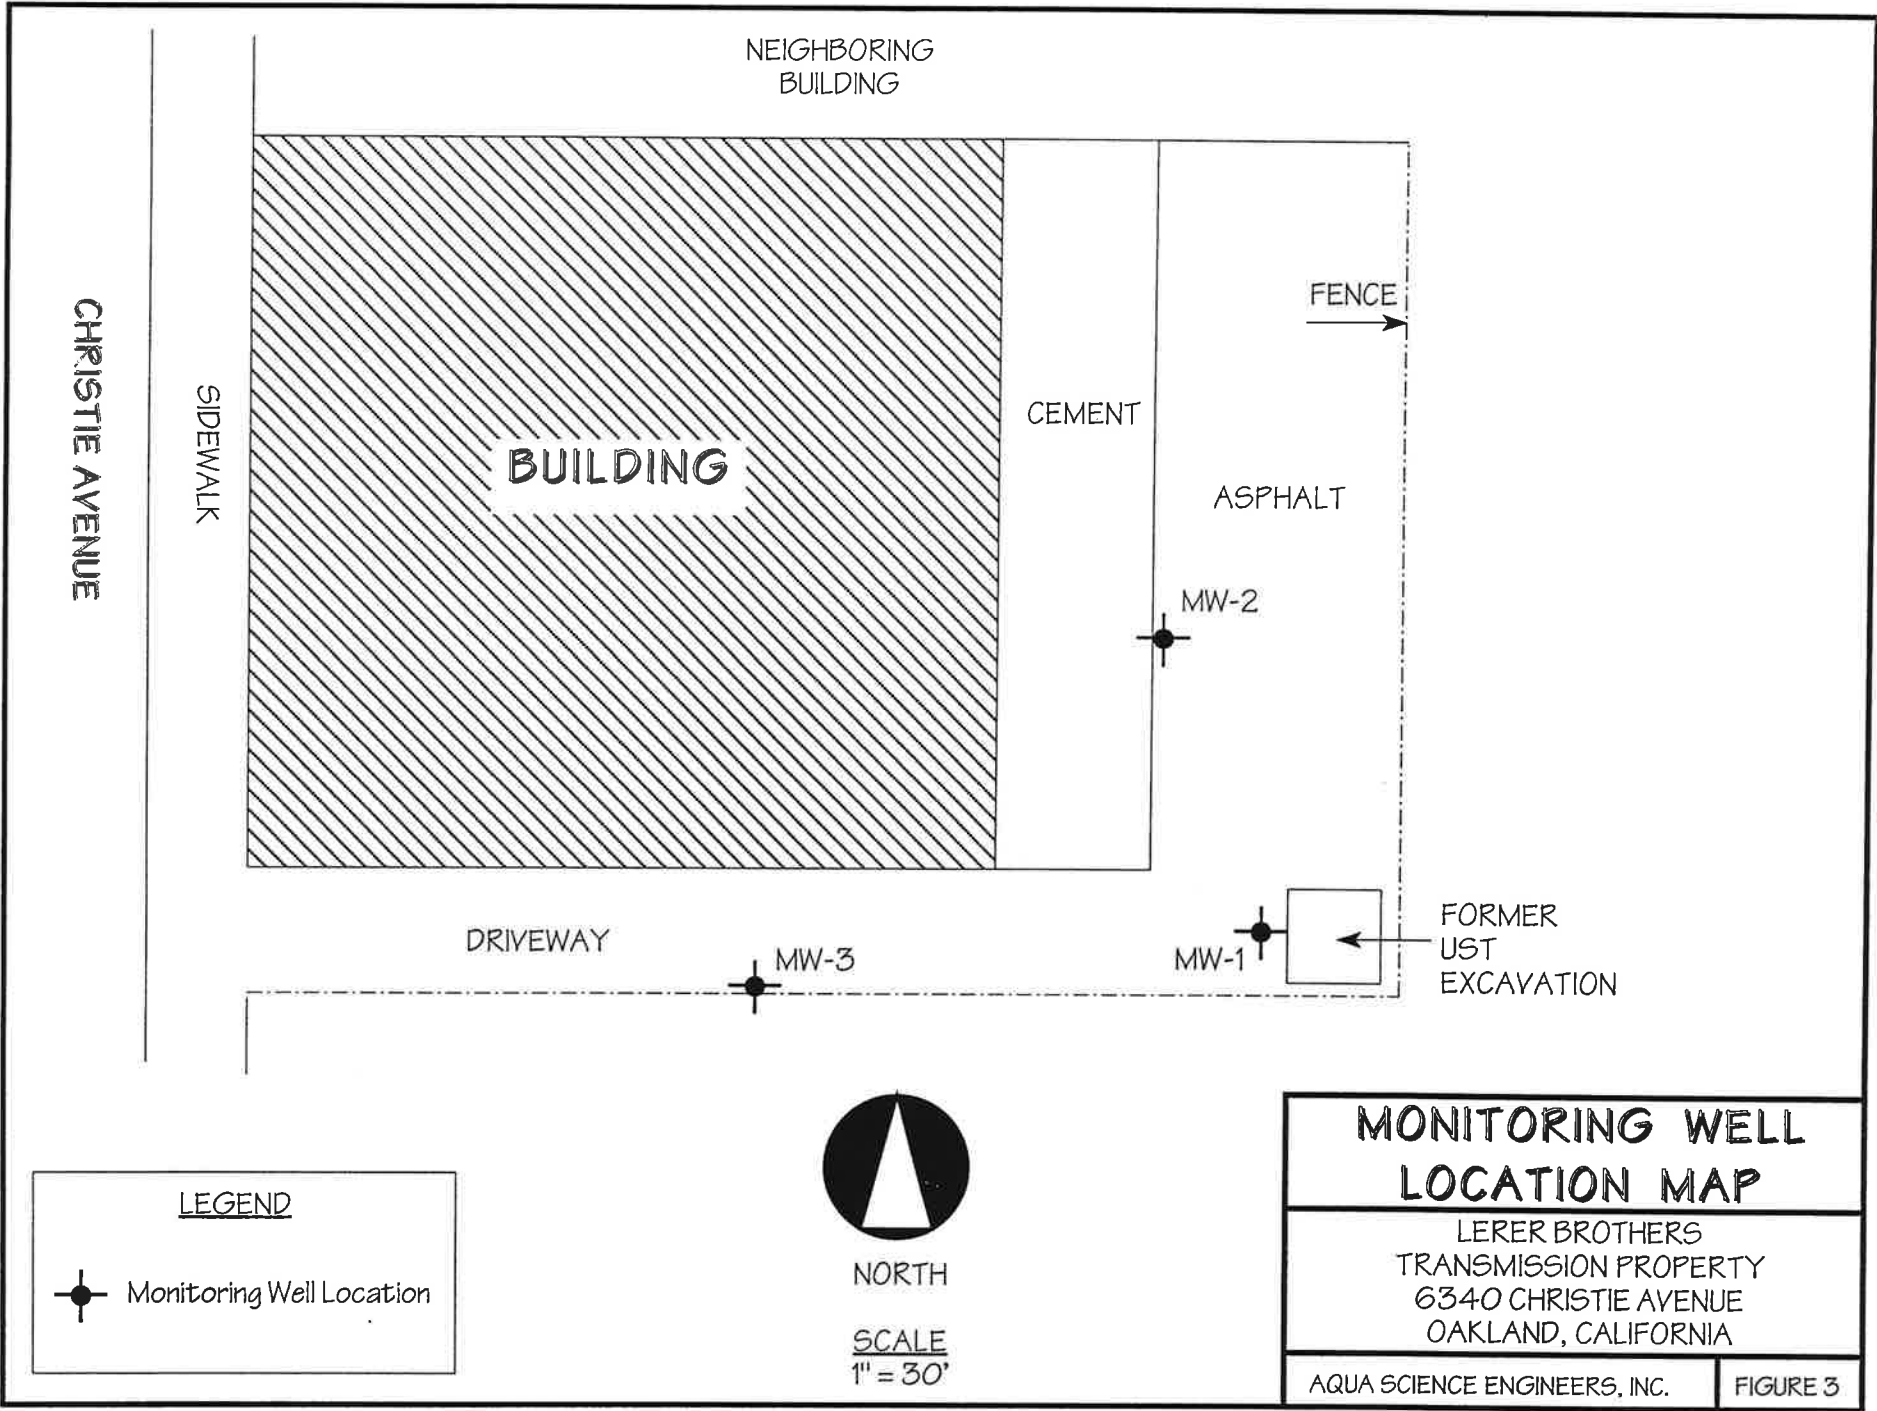 NEIGHBORING
BUILDING
CHRISTIE AVENUE
SIDEWALK
BUILDING
CEMENT
FENCE
ASPHALT
MW-2
DRIVEWAY
MW-3
MW-1
FORMER
UST
EXCAVATION
LEGEND
Monitoring Well Location
NORTH
SCALE
1" = 30'
MONITORING WELL
LOCATION MAP
LERER BROTHERS
TRANSMISSION PROPERTY
6340 CHRISTIE AVENUE
OAKLAND, CALIFORNIA
AQUA SCIENCE ENGINEERS, INC.
FIGURE 3